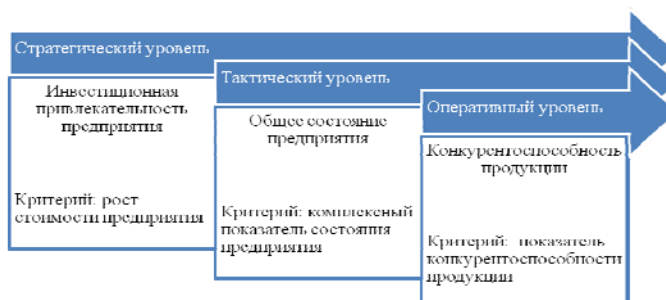 Стратегический уровень
Инвестиционная
привлекательность
предприятия
Критерий: рост
стоимости предприятия
Тактический уровень
Общее состояние
предприятия
Критерий: комплексный
показатель состояния
предприятия
Оперативный уровень
Конкурентоспособность
продукции
Критерий: показатель
конкурентоспособности
продукции